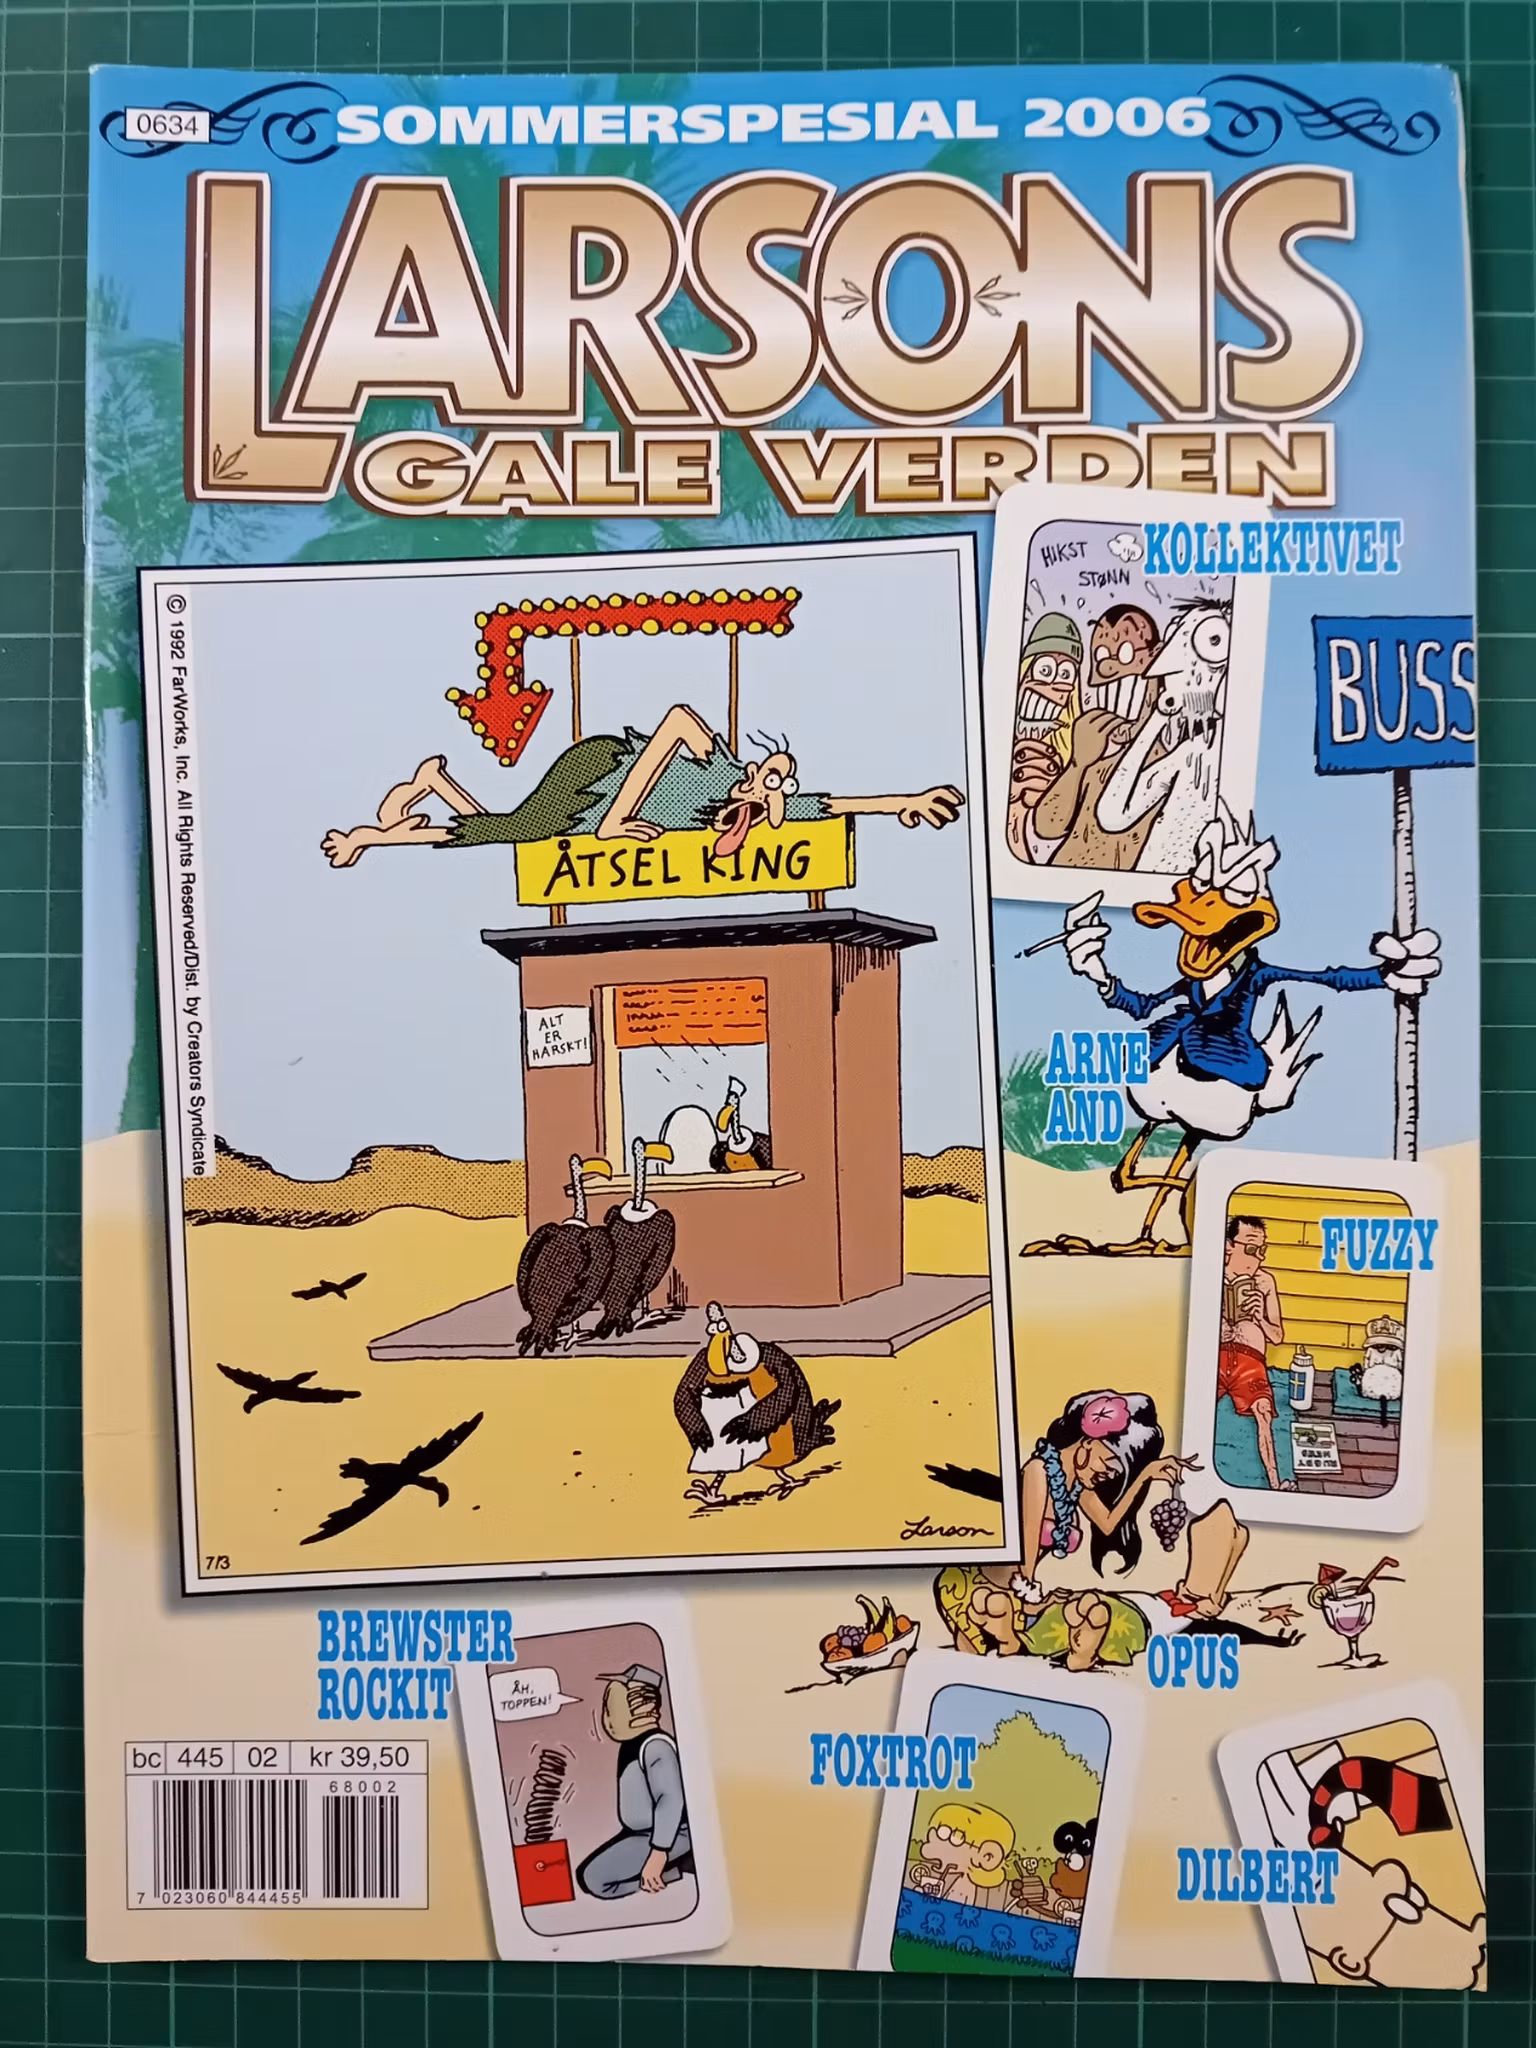 0634
SOMMERSPESIAL 2006
LARSONS
GALE VERDEN
KOLLEKTIVET
HIKST
STØNN
BUSS
© 1992 FarWorks, Inc. All Rights Reserved/Dist. by Creators Syndicate
ÅTSEL KING
ALT
ER
HARSKT!
ARNE
AND
FUZZY
RUGBY
NEWS
7/3
Larson
BREWSTER
ROCKIT
ÅH,
TOPPEN!
OPUS
FOXTROT
DILBERT
bc 445 02 kr 39,50
68002
7 023060 844455